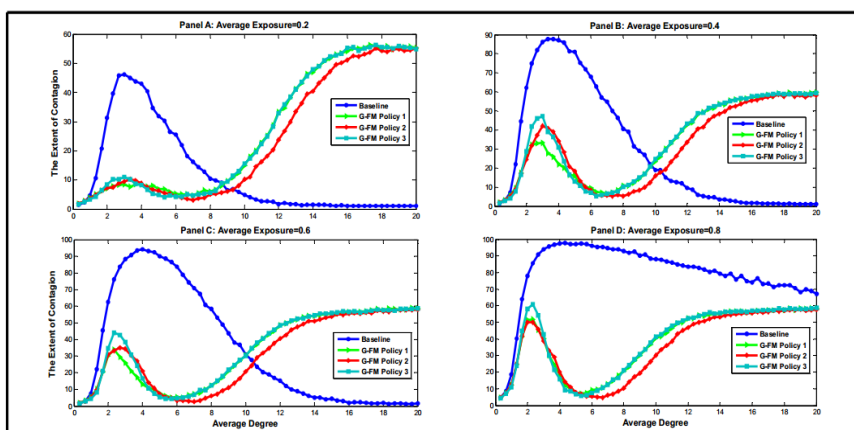 Panel A: Average Exposure=0.2
60
50
40
30
20
10
0
The Extent of Contagion
Baseline
G-FM Policy 1
G-FM Policy 2
G-FM Policy 3
0 2 4 6 8 10 12 14 16 18 20
Panel B: Average Exposure=0.4
90
80
70
60
50
40
30
20
10
0
Baseline
G-FM Policy 1
G-FM Policy 2
G-FM Policy 3
0 2 4 6 8 10 12 14 16 18 20
Panel C: Average Exposure=0.6
100
90
80
70
60
50
40
30
20
10
0
The Extent of Contagion
Baseline
G-FM Policy 1
G-FM Policy 2
G-FM Policy 3
0 2 4 6 8 10 12 14 16 18 20
Average Degree
Panel D: Average Exposure=0.8
100
90
80
70
60
50
40
30
20
10
0
Baseline
G-FM Policy 1
G-FM Policy 2
G-FM Policy 3
0 2 4 6 8 10 12 14 16 18 20
Average Degree